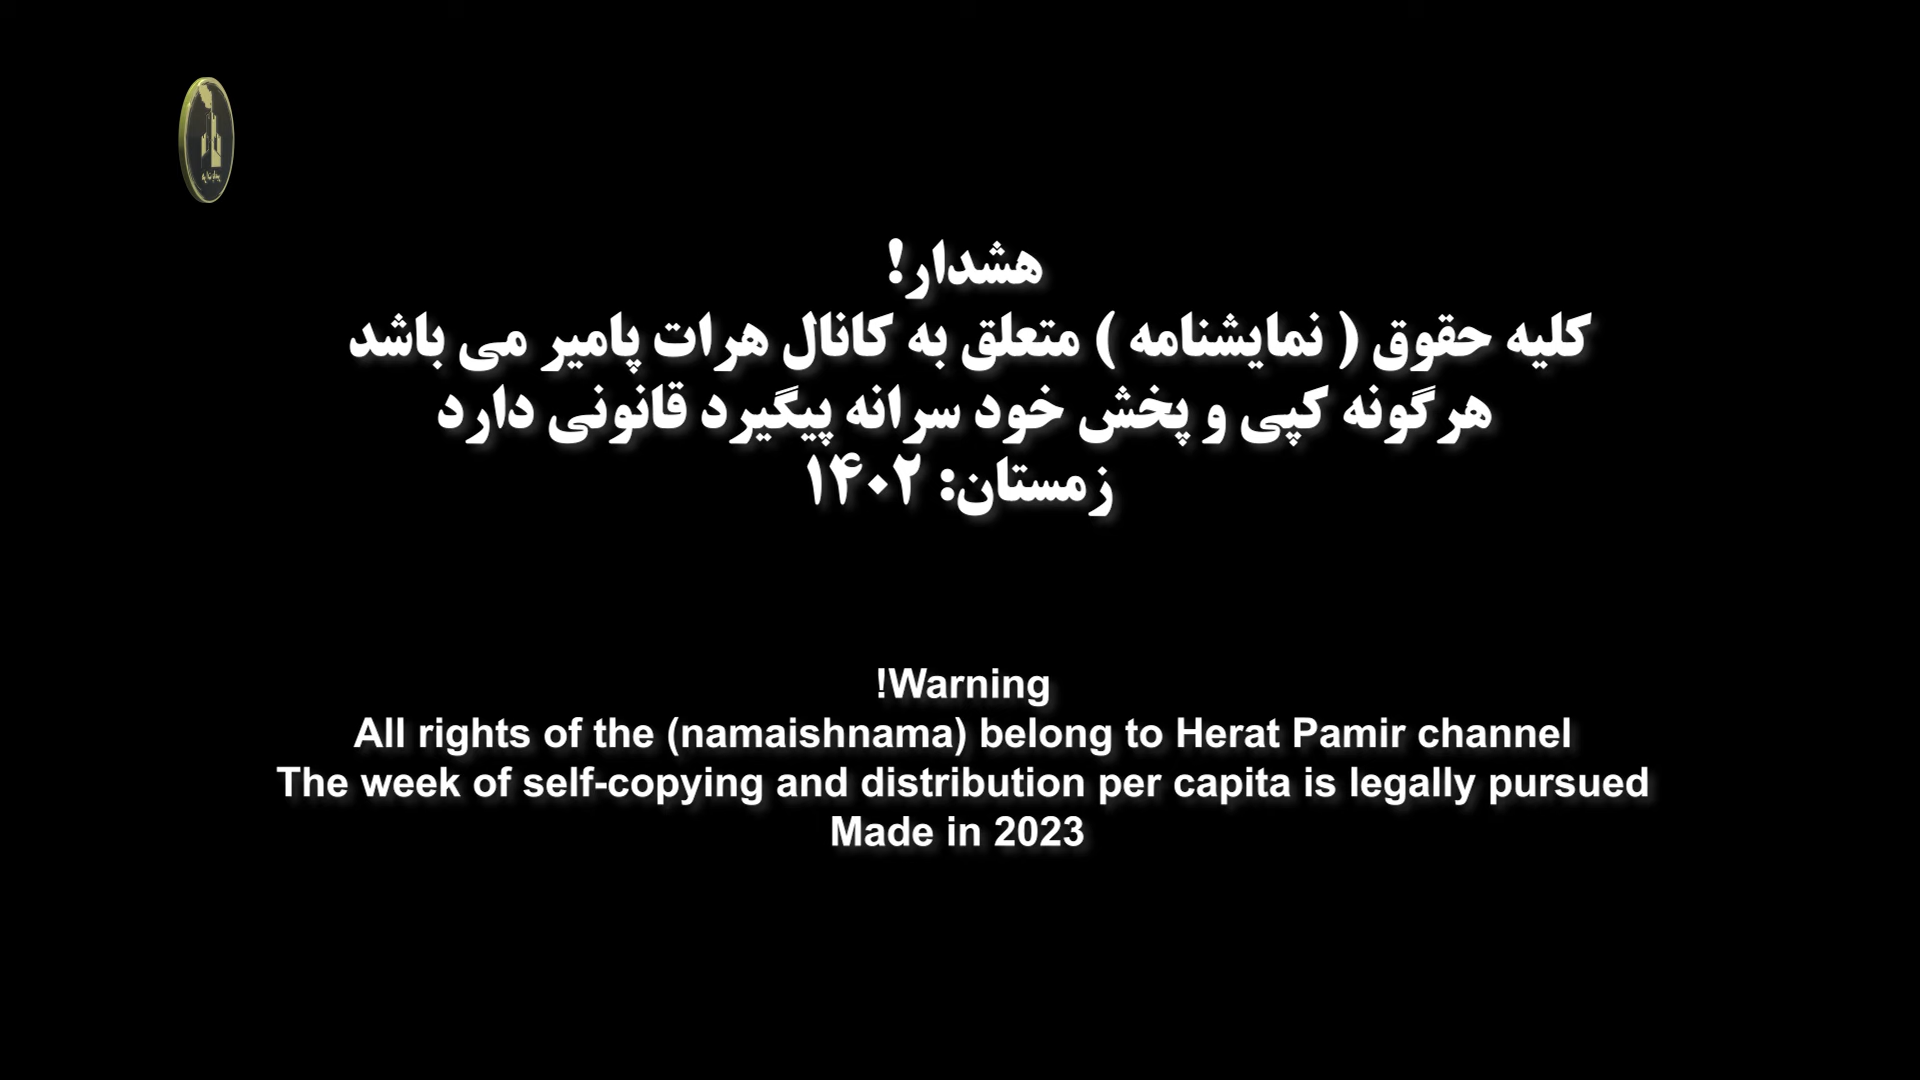 هشدار!
کلیه حقوق ( نمایشنامه ) متعلق به کانال هرات پامیر می باشد
هرگونه کپی و پخش خود سرانه پیگیرد قانونی دارد
زمستان: ۱۴۰۲
!Warning
All rights of the (namaishnama) belong to Herat Pamir channel
The week of self-copying and distribution per capita is legally pursued
Made in 2023